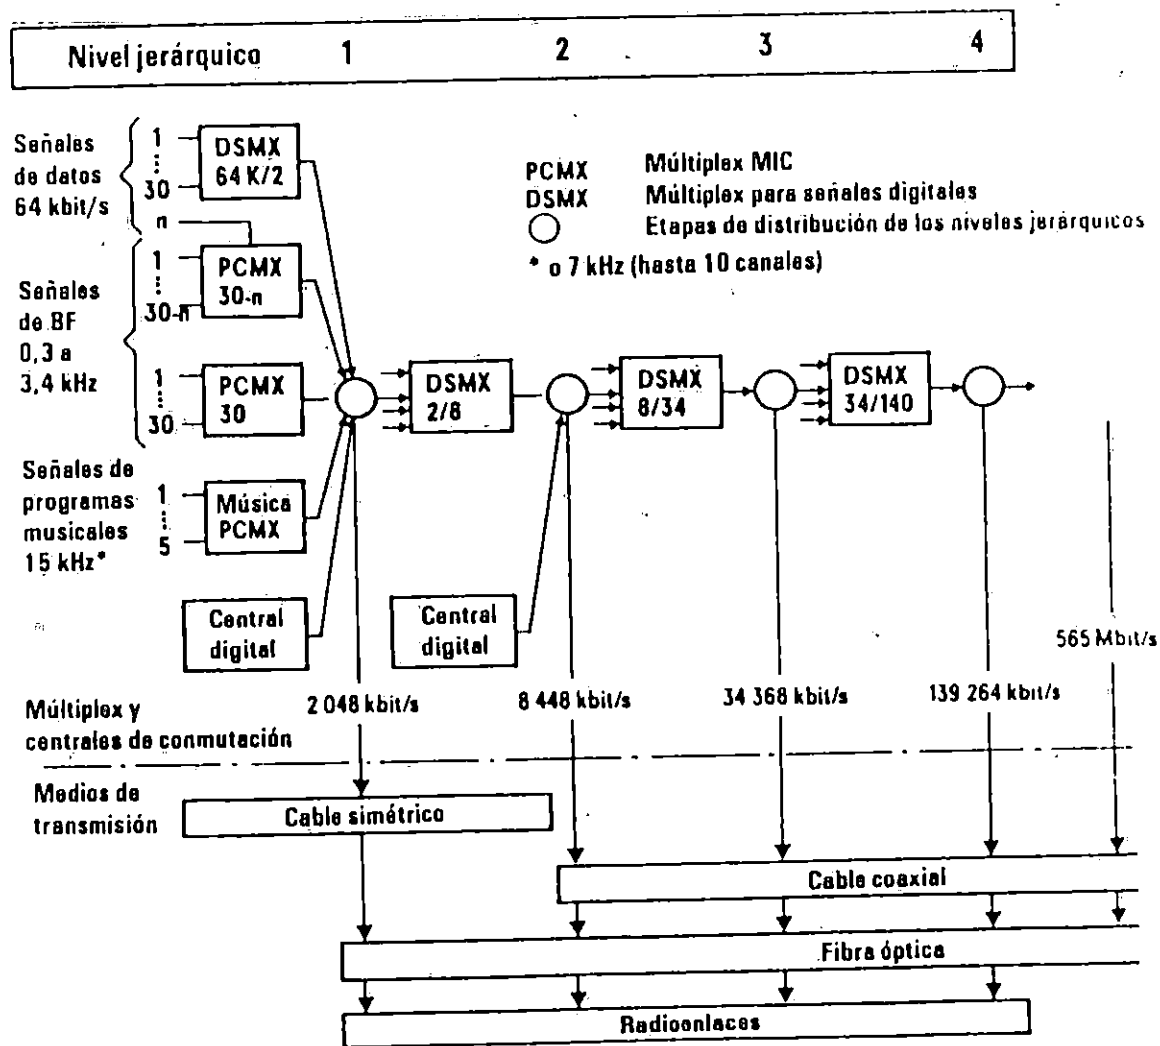 Nivel jerárquico 1 2 3 4
Señales
de datos
64 kbit/s
1
30
n
DSMX
64 K/2
PCMX Múltiplex MIC
DSMX Múltiplex para señales digitales
Etapas de distribución de los niveles jerárquicos
* o 7 kHz (hasta 10 canales)
Señales
de BF
0,3 a
3,4 kHz
1
30-n
PCMX
30-n
1
30
PCMX
30
DSMX
2/8
DSMX
8/34
DSMX
34/140
Señales de
programas
musicales
15 kHz*
1
5
Música
PCMX
Central
digital
Central
digital
2 048 kbit/s
8 448 kbit/s
34 368 kbit/s
139 264 kbit/s
565 Mbit/s
Múltiplex y
centrales de conmutación
Medios de
transmisión
Cable simétrico
Cable coaxial
Fibra óptica
Radioenlaces